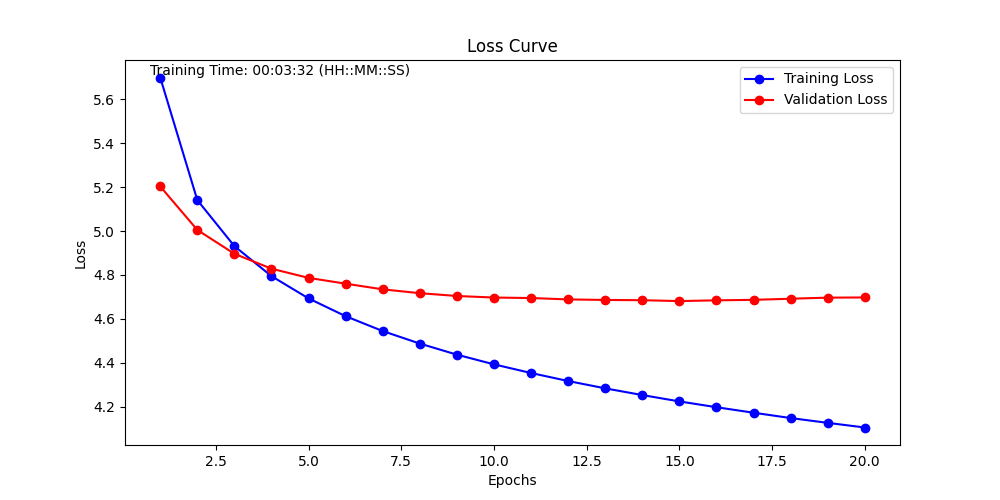 Loss Curve
Training Time: 00:03:32 (HH::MM::SS)
Training Loss
Validation Loss
5.6
5.4
5.2
5.0
4.8
4.6
4.4
4.2
Loss
2.5 5.0 7.5 10.0 12.5 15.0 17.5 20.0
Epochs